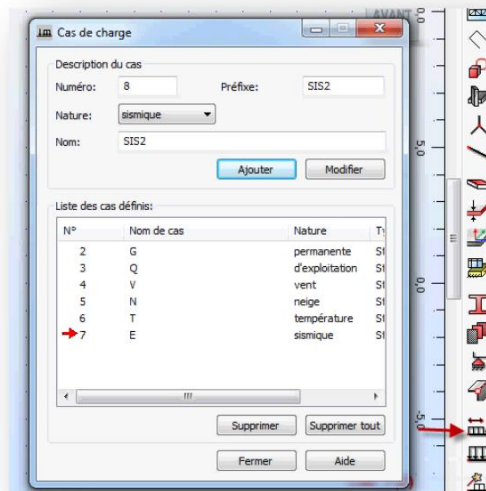 AVANT
Cas de charge
Description du cas
Numéro: 8 Préfixe: SIS2
Nature: sismique
Nom: SIS2
Ajouter Modifier
Liste des cas définis:
N° Nom de cas Nature
2 G permanente
3 Q d'exploitation
4 V vent
5 N neige
6 T température
7 E sismique
Supprimer Supprimer tout
Fermer Aide
5,0
0,0
-5,0